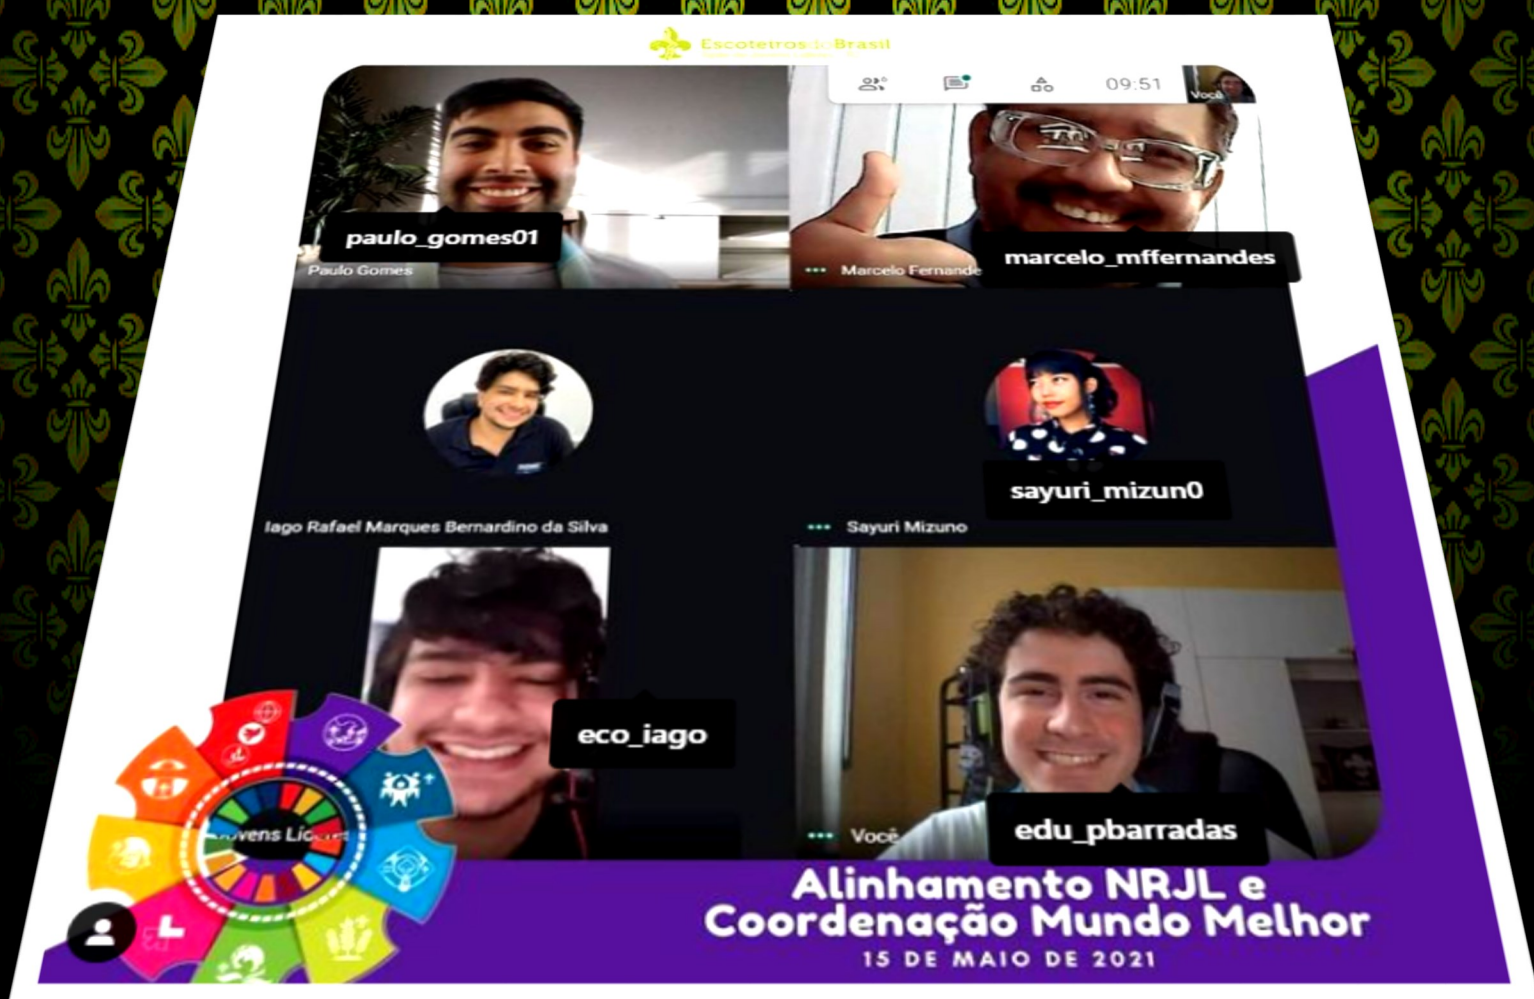 Escoteiros do Brasil
09:51
Você
paulo_gomes01
Paulo Gomes
marcelo_mffernandes
Marcelo Fernande
sayuri_mizun0
Iago Rafael Marques Bernardino da Silva
Sayuri Mizuno
eco_iago
edu_pbarradas
Você
Alinhamento NRJL e
Coordenação Mundo Melhor
15 DE MAIO DE 2021